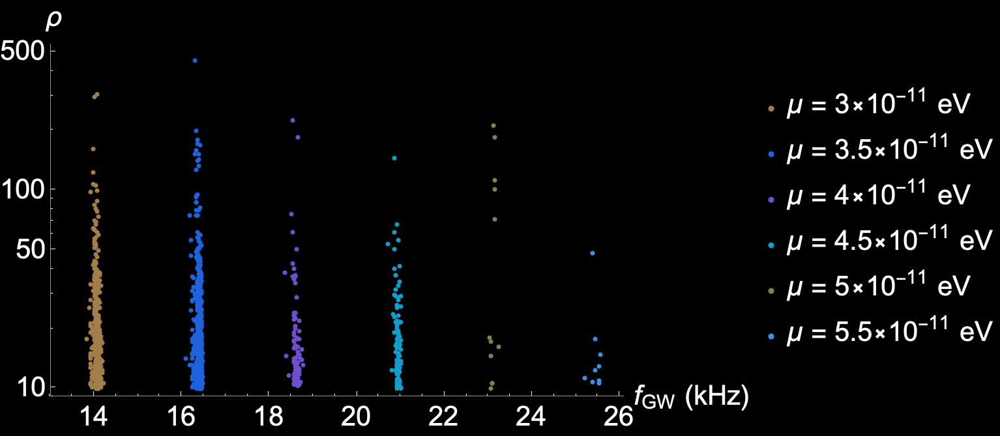 ρ
500
100
50
10
14 16 18 20 22 24 26
f_GW (kHz)
μ = 3×10⁻¹¹ eV
μ = 3.5×10⁻¹¹ eV
μ = 4×10⁻¹¹ eV
μ = 4.5×10⁻¹¹ eV
μ = 5×10⁻¹¹ eV
μ = 5.5×10⁻¹¹ eV